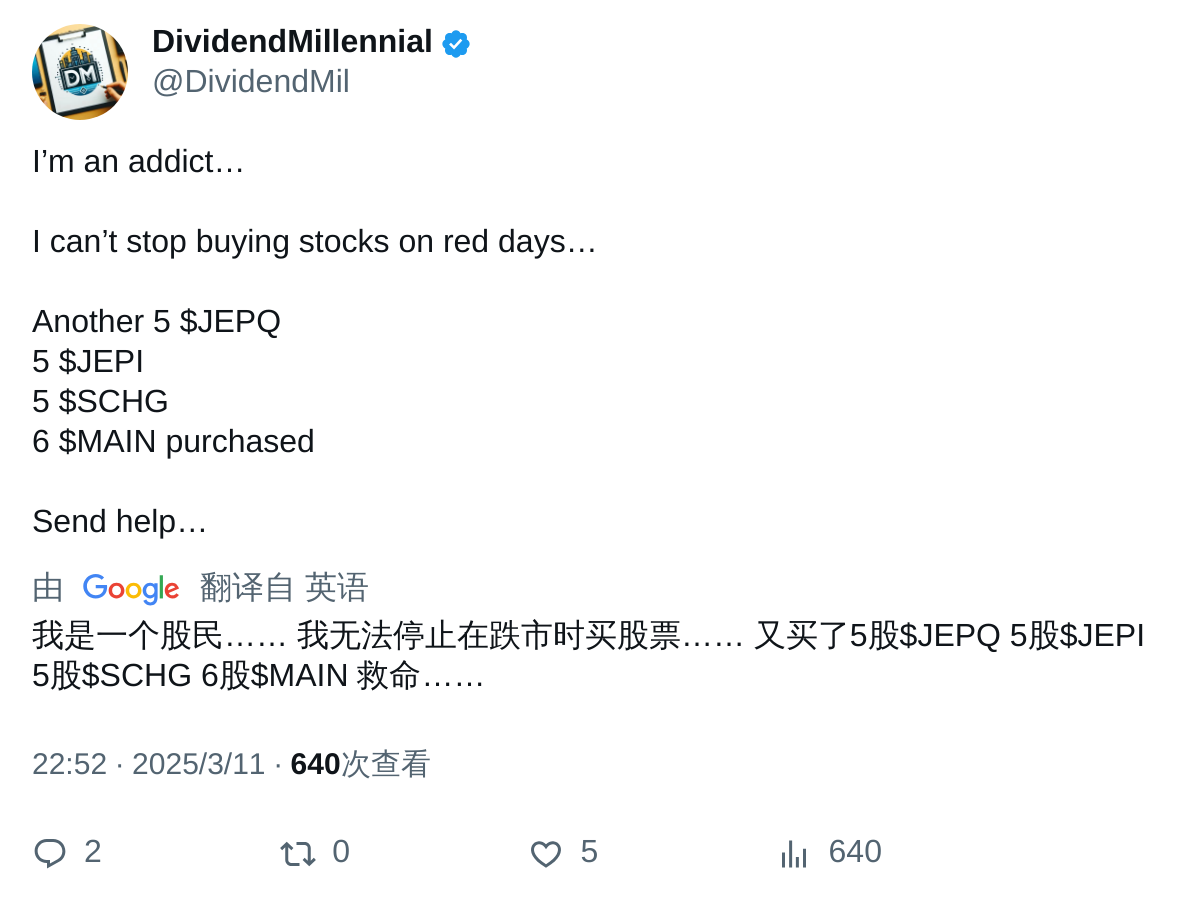 DM
DividendMillennial
@DividendMil
I’m an addict…
I can’t stop buying stocks on red days…
Another 5 $JEPQ
5 $JEPI
5 $SCHG
6 $MAIN purchased
Send help…
由 Google 翻译自 英语
我是一个股民…… 我无法停止在跌市时买股票…… 又买了5股$JEPQ 5股$JEPI
5股$SCHG 6股$MAIN 救命……
22:52 · 2025/3/11 · 640次查看
2 0 5 640